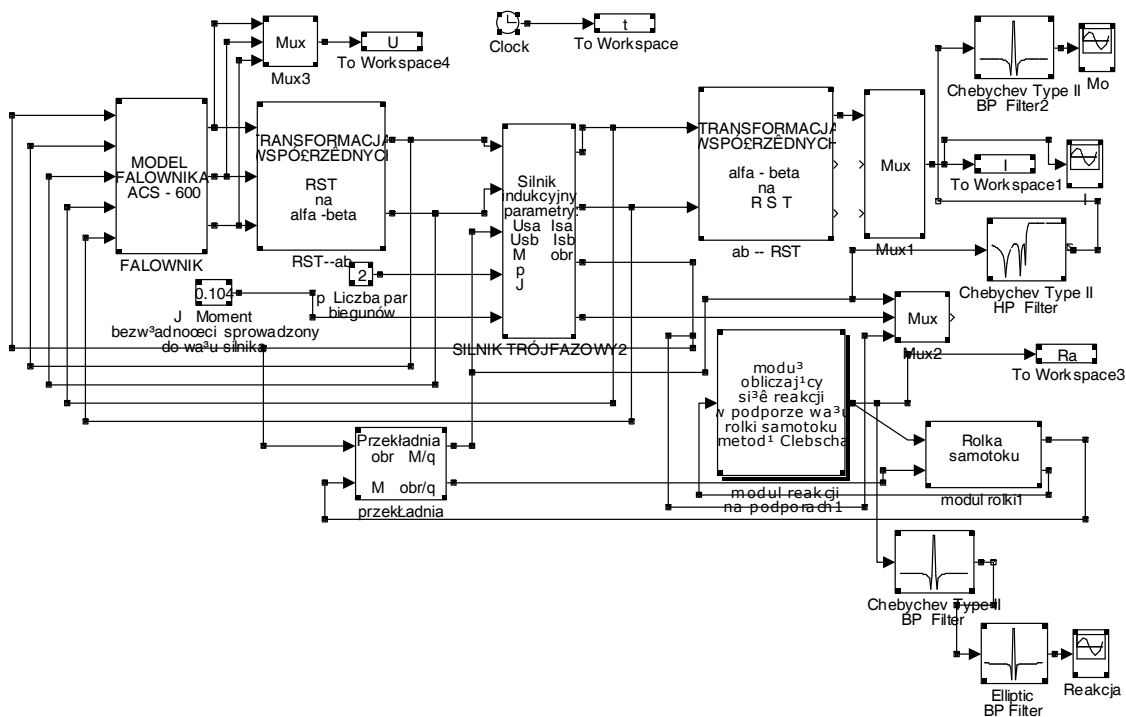 Mux
Mux3
U
To Workspace4
Clock
t
To Workspace
Chebychev Type II
BP Filter2
Mo
MODEL
FALOWNIKA
ACS - 600
FALOWNIK
TRANSFORMACJA
WSPÓ£RZÊDNYCH
RST
na
alfa -beta
RST--ab
Silnik
indukcyjny
parametry:
Usa Isa
Usb Isb
M obr
p
J
SILNIK TRÓJFAZOWY2
TRANSFORMACJA
WSPÓ£RZÊDNYCH
alfa - beta
na
R S T
ab -- RST
Mux
Mux1
I
To Workspace1
I
Chebychev Type II
HP Filter
2
p Liczba par
biegunów
0.104
J Moment
bezw³adnoœci sprowadzony
do wa³u silnika
Mux
Mux2
Ra
To Workspace3
modu³
obliczaj¹cy
si³ê reakcji
w podporze wa³u
rolki samotoku
metod¹ Clebscha
modul reakcji
na podporach1
Rolka
samotoku
modul rolki1
Przekładnia
obr M/q
M obr/q
przekŁadnia
Chebychev Type II
BP Filter
Elliptic
BP Filter
Reakcja